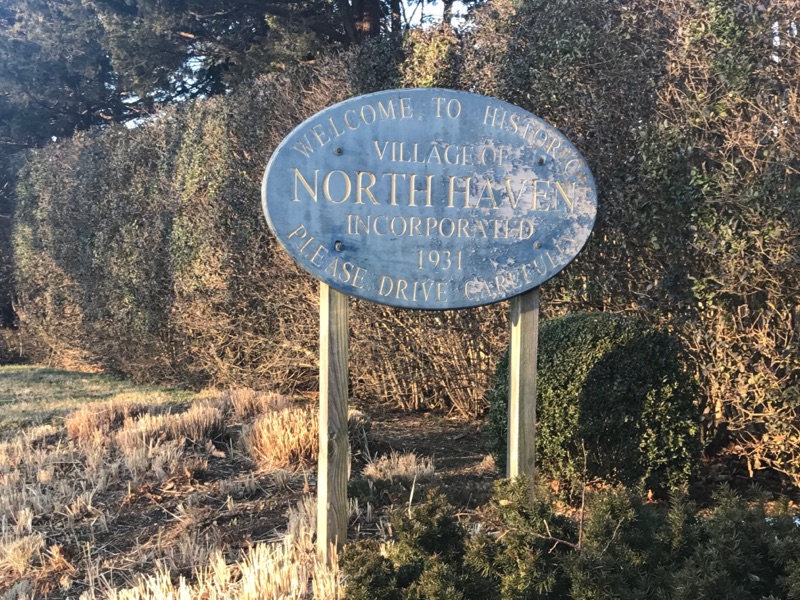 WELCOME TO HISTORIC
VILLAGE OF
NORTH HAVEN
INCORPORATED
1931
PLEASE DRIVE CAREFULLY